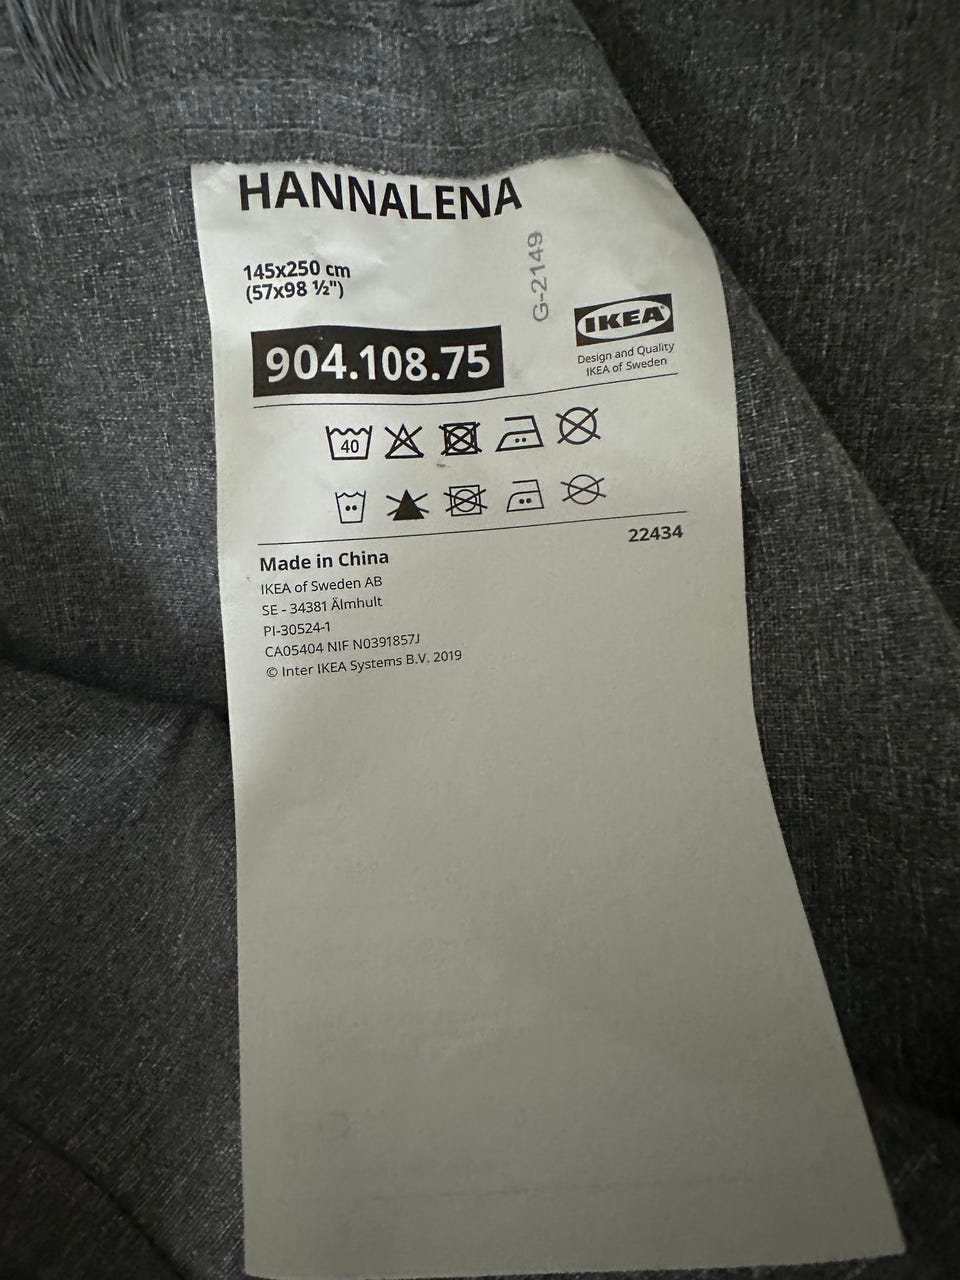 HANNALENA
145x250 cm
(57x98 ½")
G-2149
IKEA®
Design and Quality
IKEA of Sweden
904.108.75
40
22434
Made in China
IKEA of Sweden AB
SE - 34381 Älmhult
PI-30524-1
CA05404 NIF N0391857J
© Inter IKEA Systems B.V. 2019